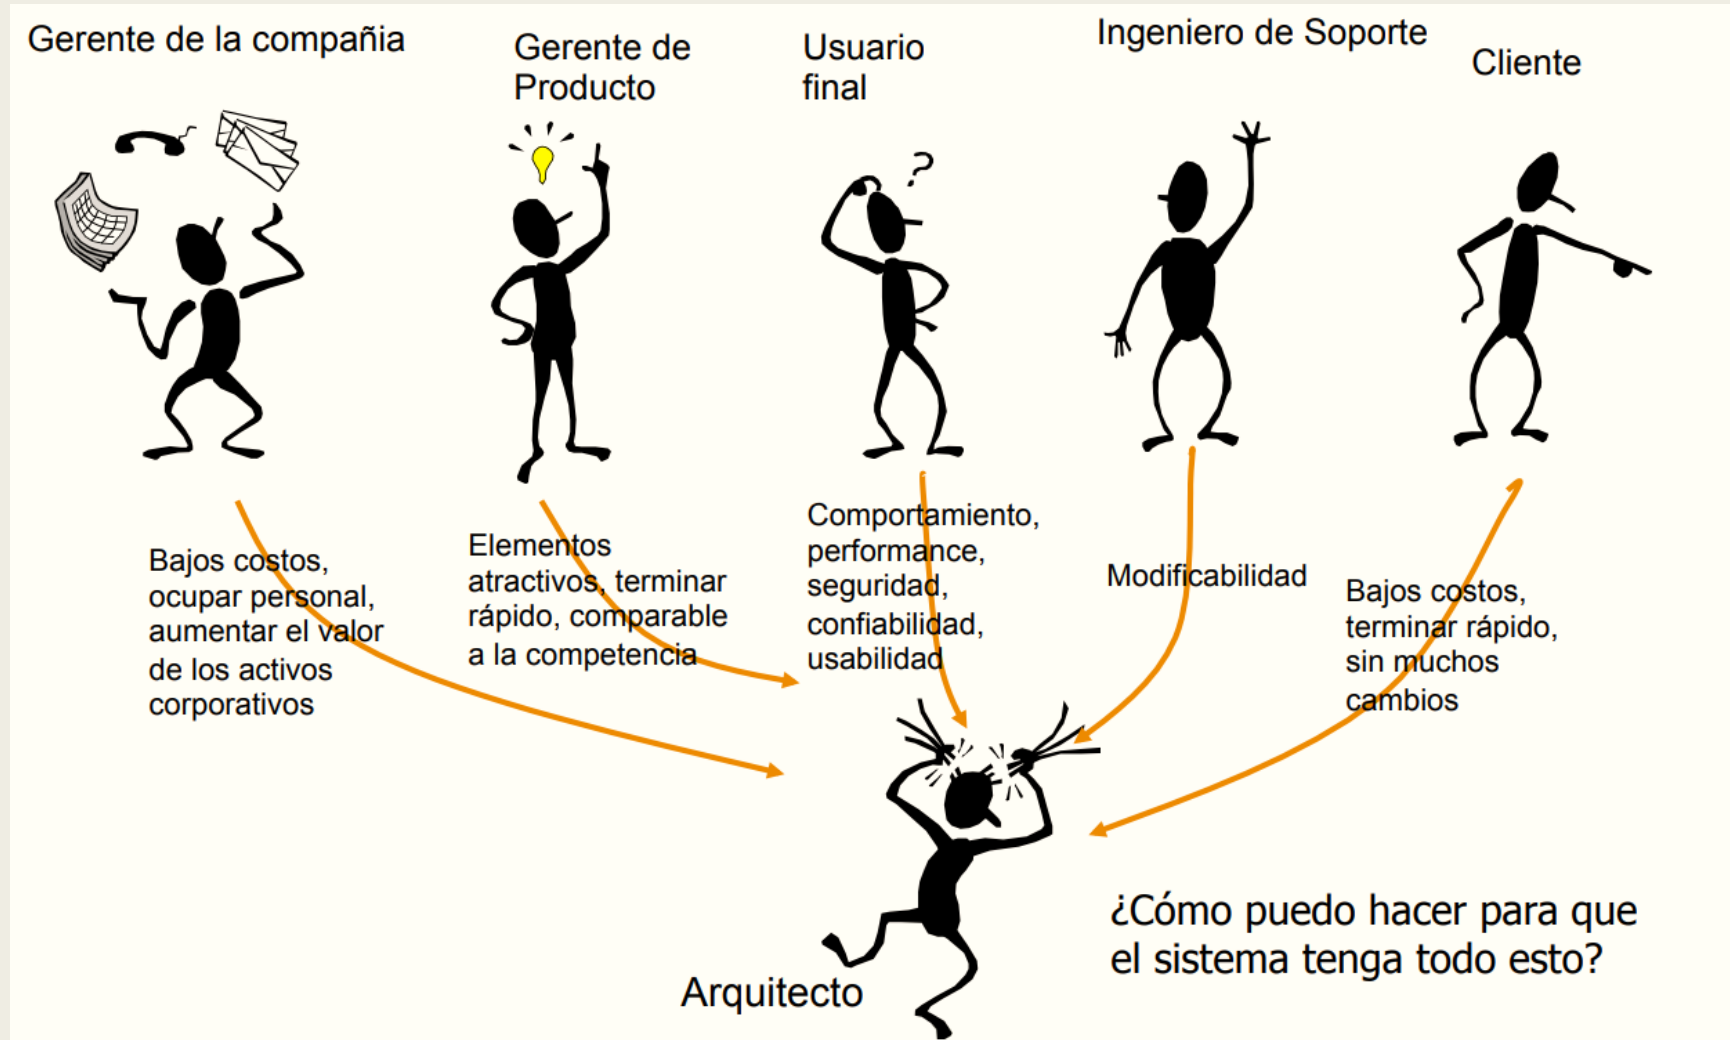 Gerente de la compañia
Gerente de
Producto
Usuario
final
Ingeniero de Soporte
Cliente
?
Bajos costos,
ocupar personal,
aumentar el valor
de los activos
corporativos
Elementos
atractivos, terminar
rápido, comparable
a la competencia
Comportamiento,
performance,
seguridad,
confiabilidad,
usabilidad
Modificabilidad
Bajos costos,
terminar rápido,
sin muchos
cambios
¿Cómo puedo hacer para que
el sistema tenga todo esto?
Arquitecto